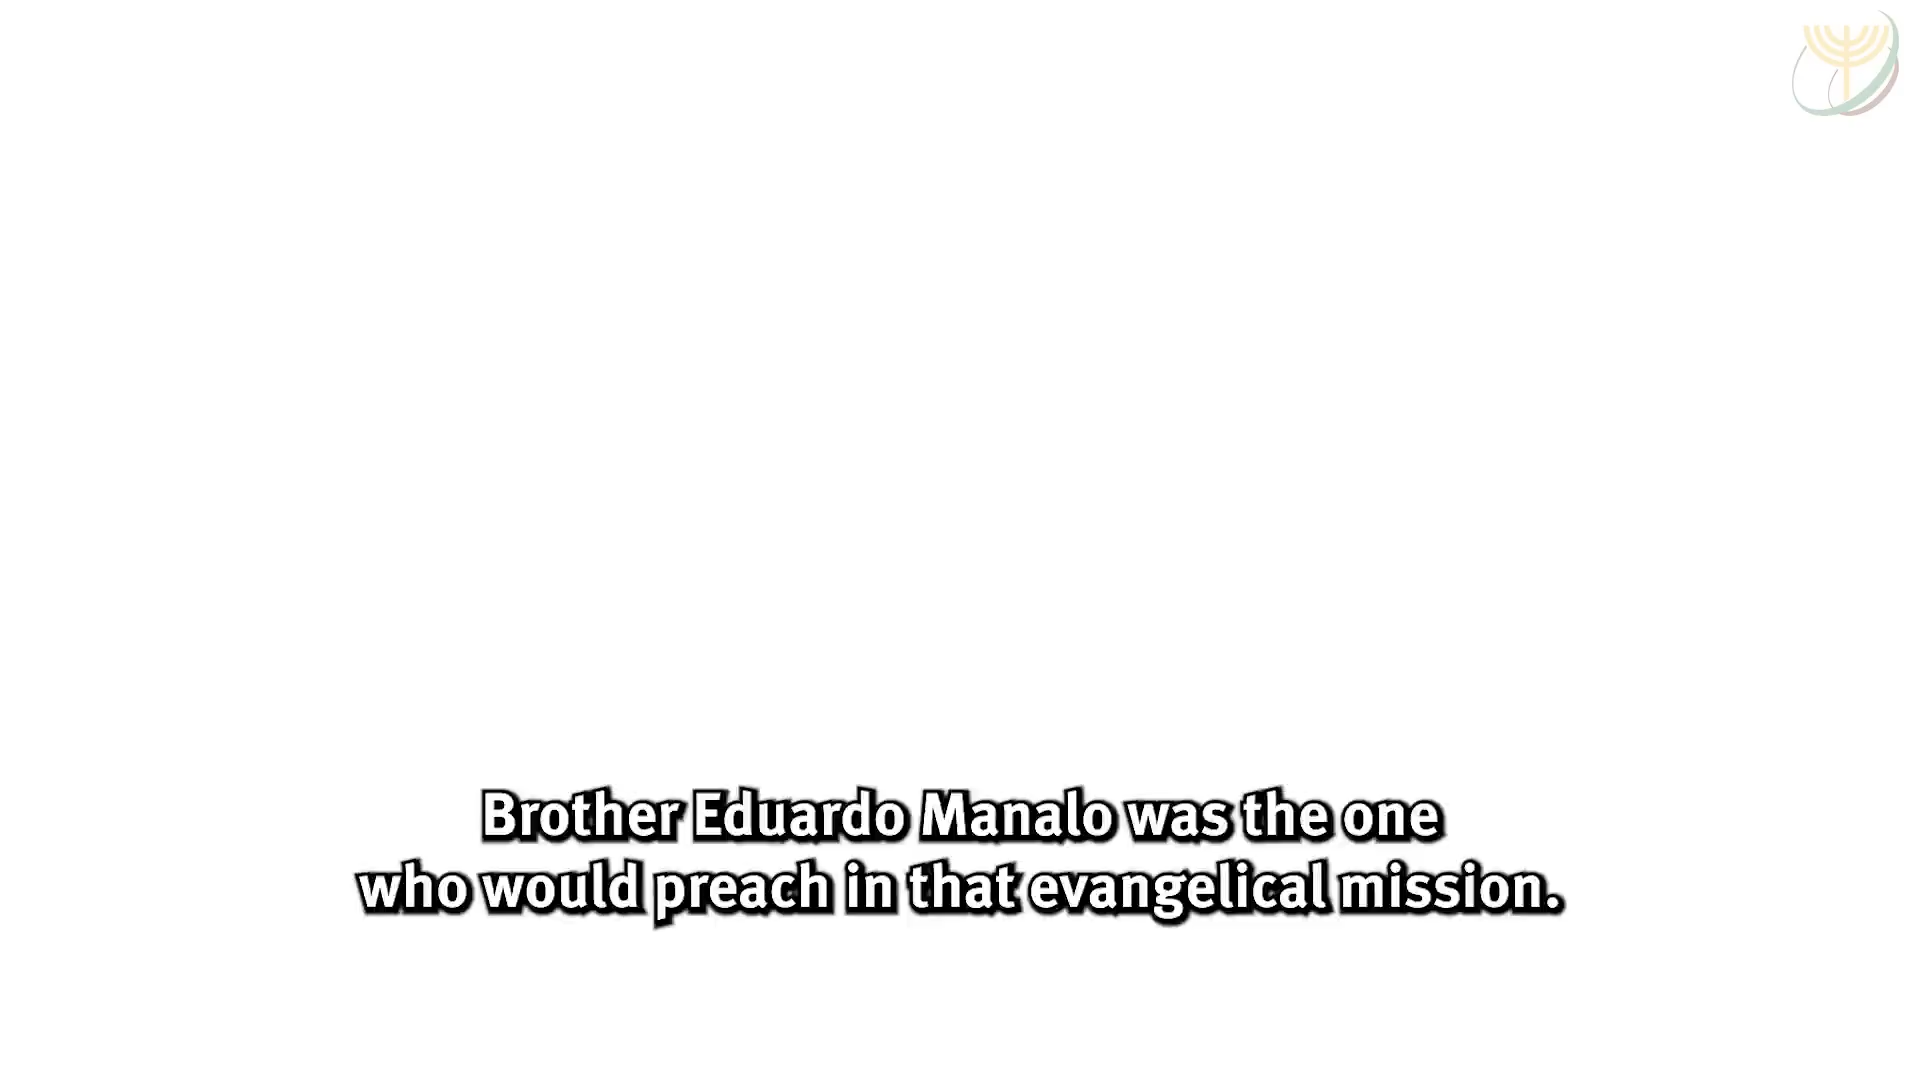 Brother Eduardo Manalo was the one
who would preach in that evangelical mission.